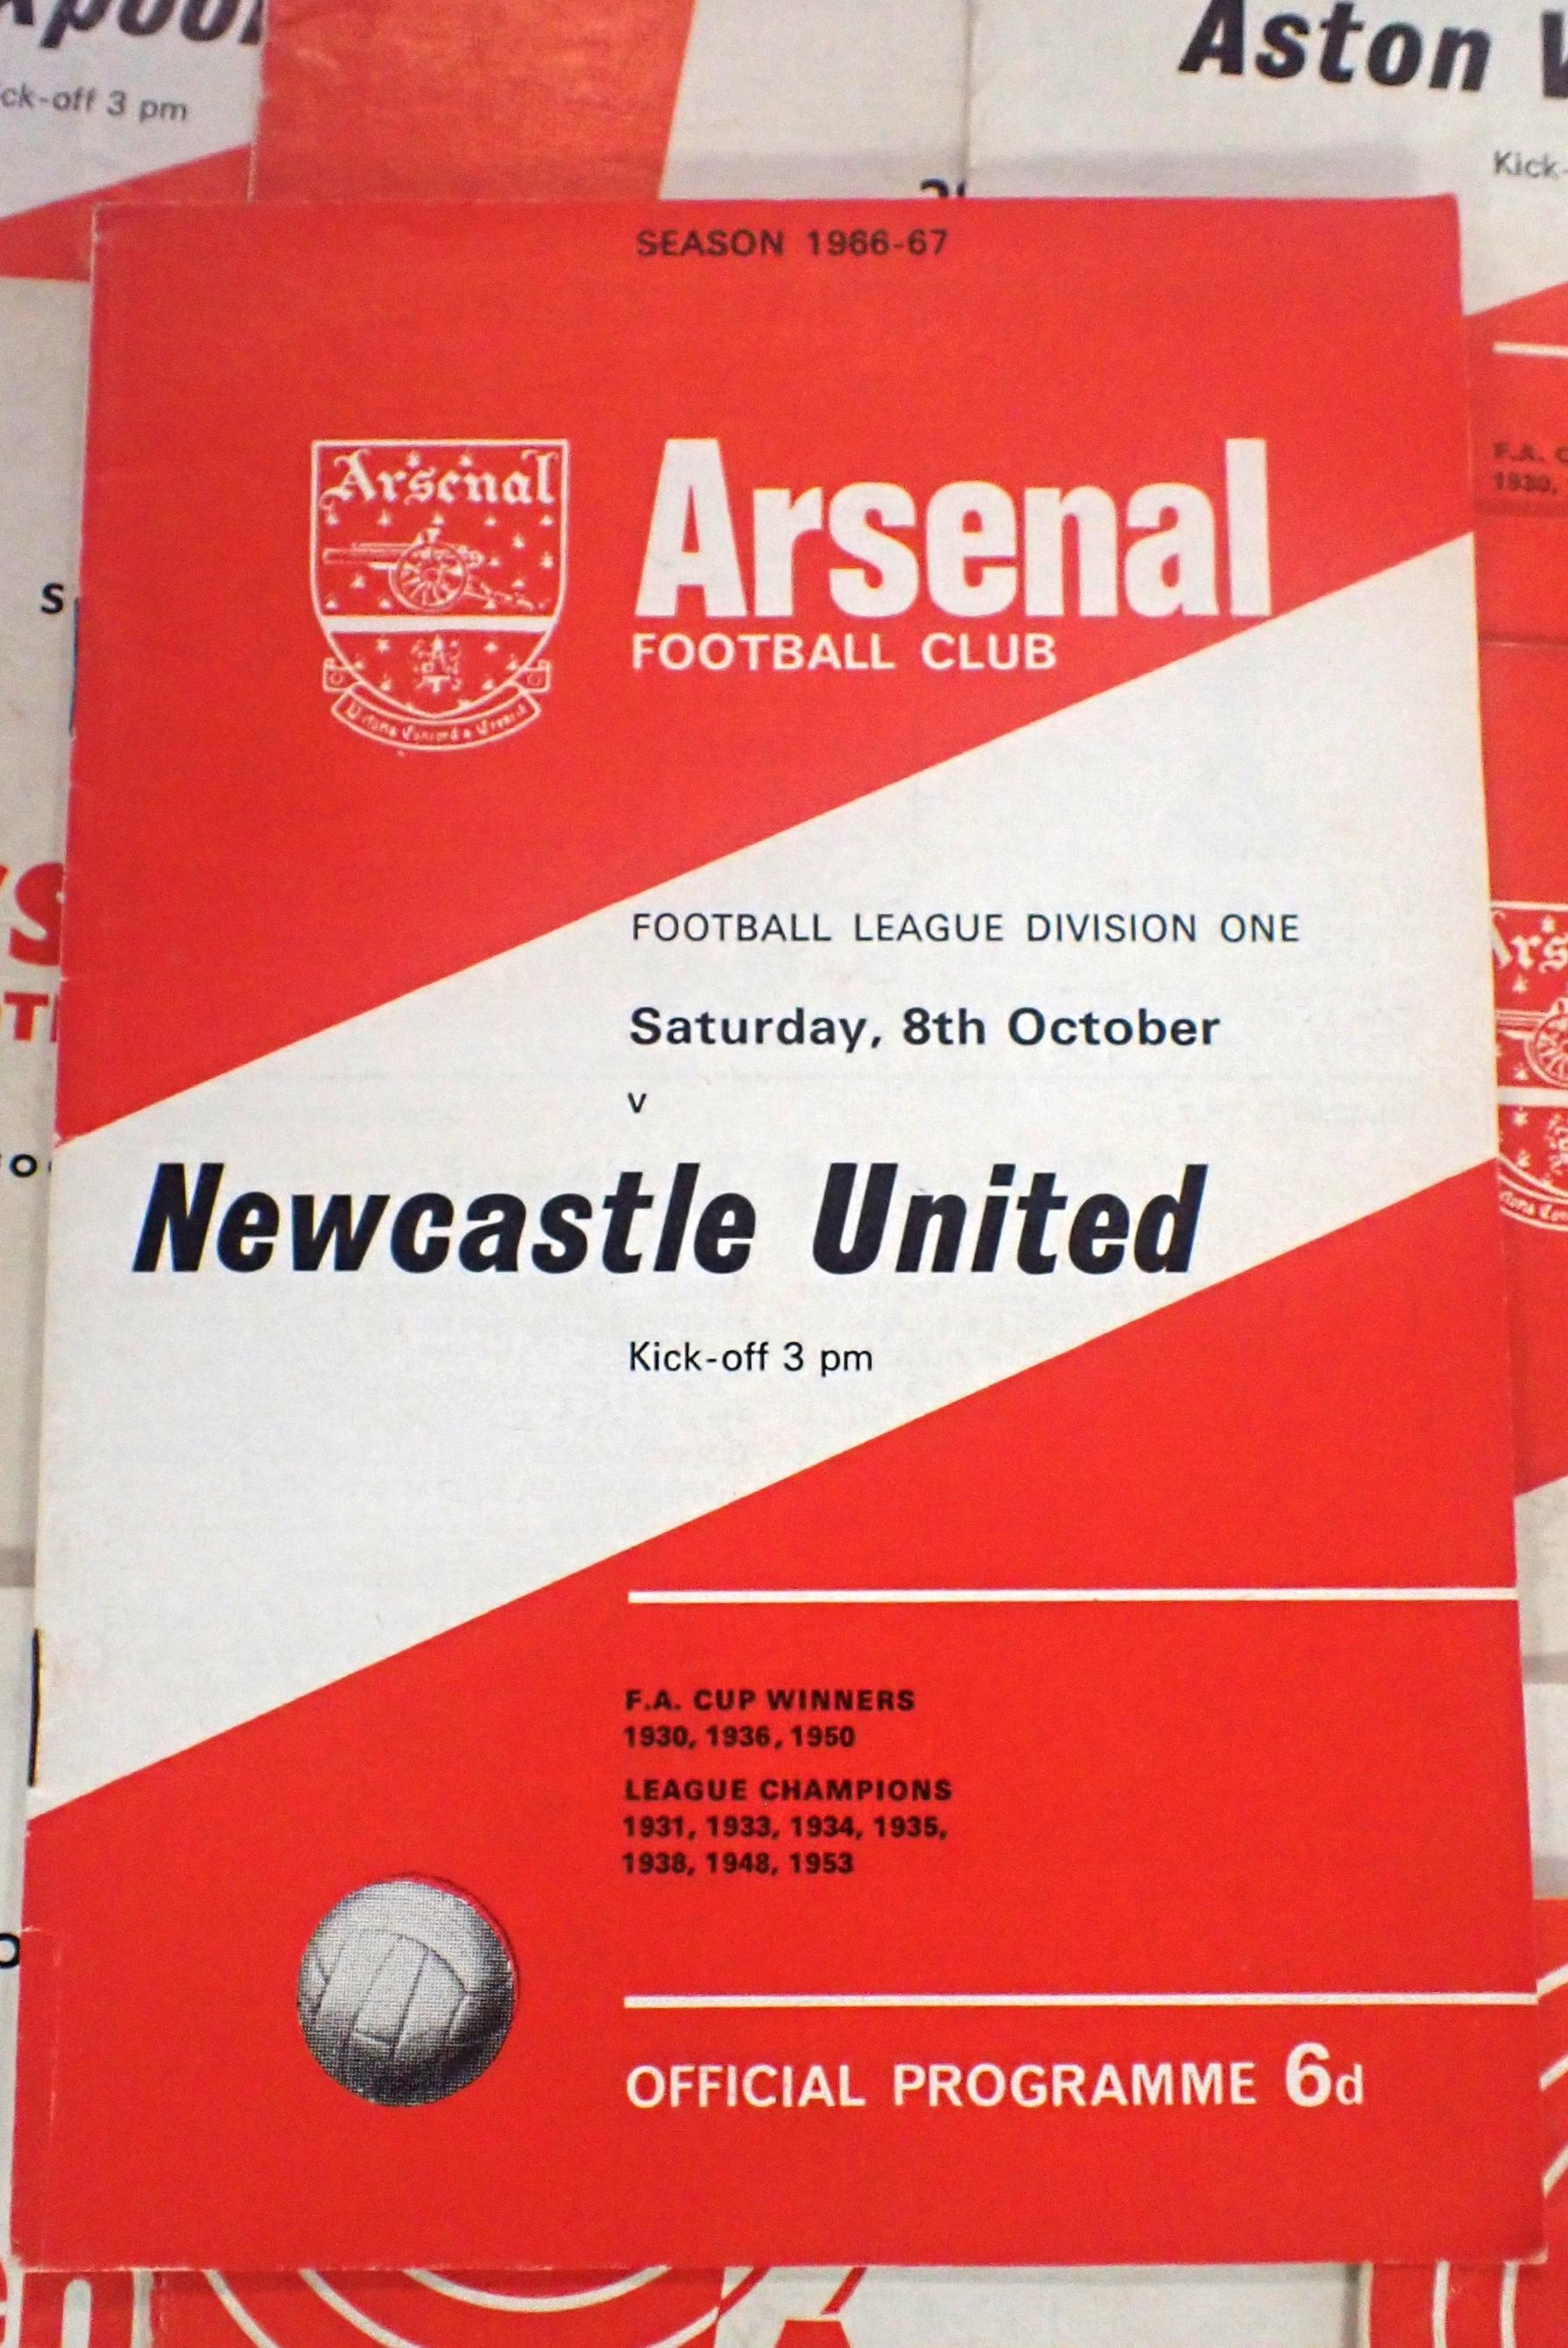 ck-off 3 pm
Aston
Kick-
SEASON 1966-67
Arsenal
Arsenal
FOOTBALL CLUB
F.A.
1930,
FOOTBALL LEAGUE DIVISION ONE
Saturday, 8th October
v
Newcastle United
Kick-off 3 pm
F.A. CUP WINNERS
1930, 1936, 1950
LEAGUE CHAMPIONS
1931, 1933, 1934, 1935,
1938, 1948, 1953
OFFICIAL PROGRAMME 6d